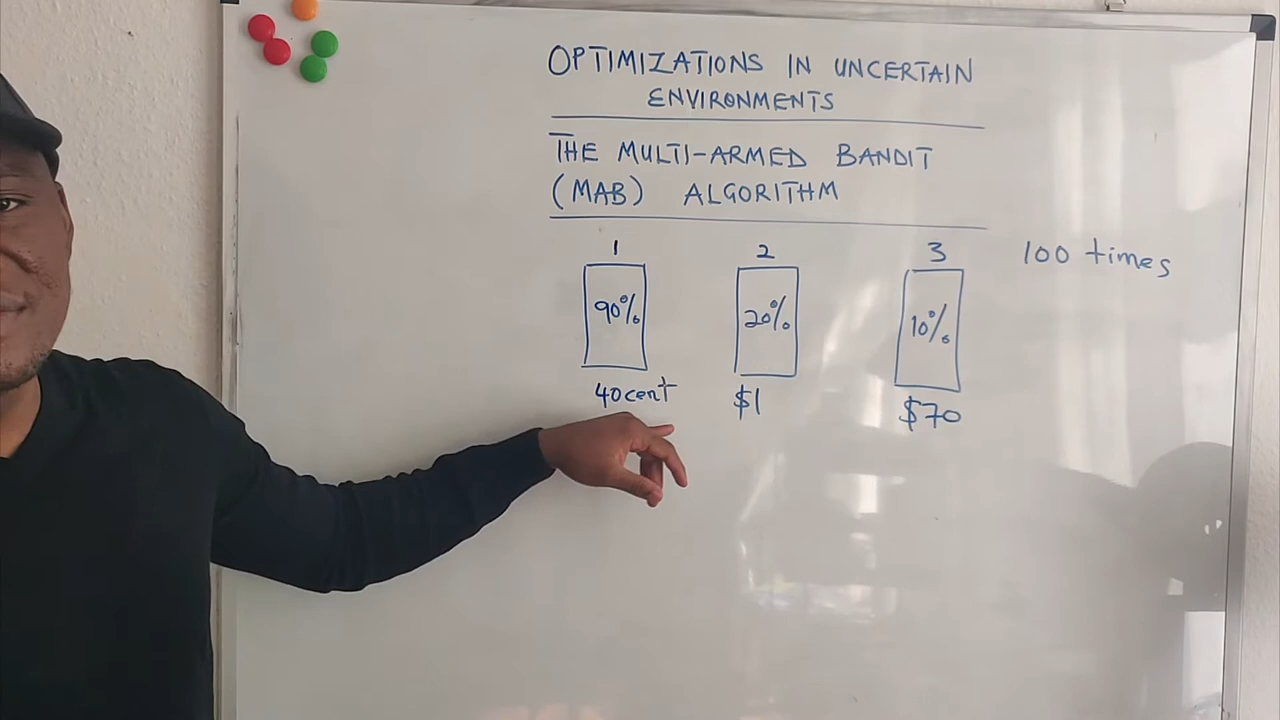 OPTIMIZATIONS IN UNCERTAIN
ENVIRONMENTS
THE MULTI-ARMED BANDIT
(MAB) ALGORITHM
1 2 3 100 times
90% 20% 10%
40cent $1 $70